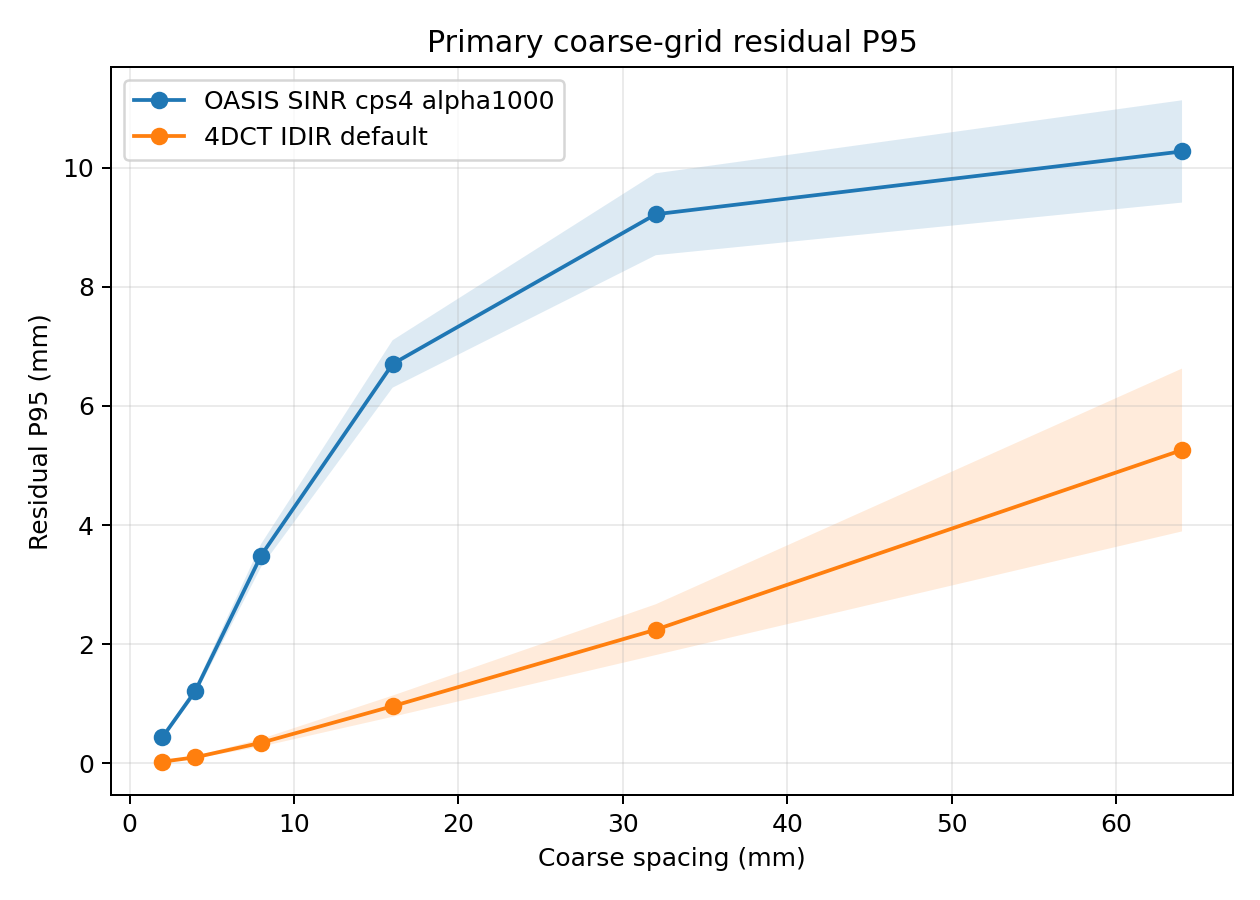 Primary coarse-grid residual P95
OASIS SINR cps4 alpha1000
4DCT IDIR default
Residual P95 (mm)
10
8
6
4
2
0
0 10 20 30 40 50 60
Coarse spacing (mm)